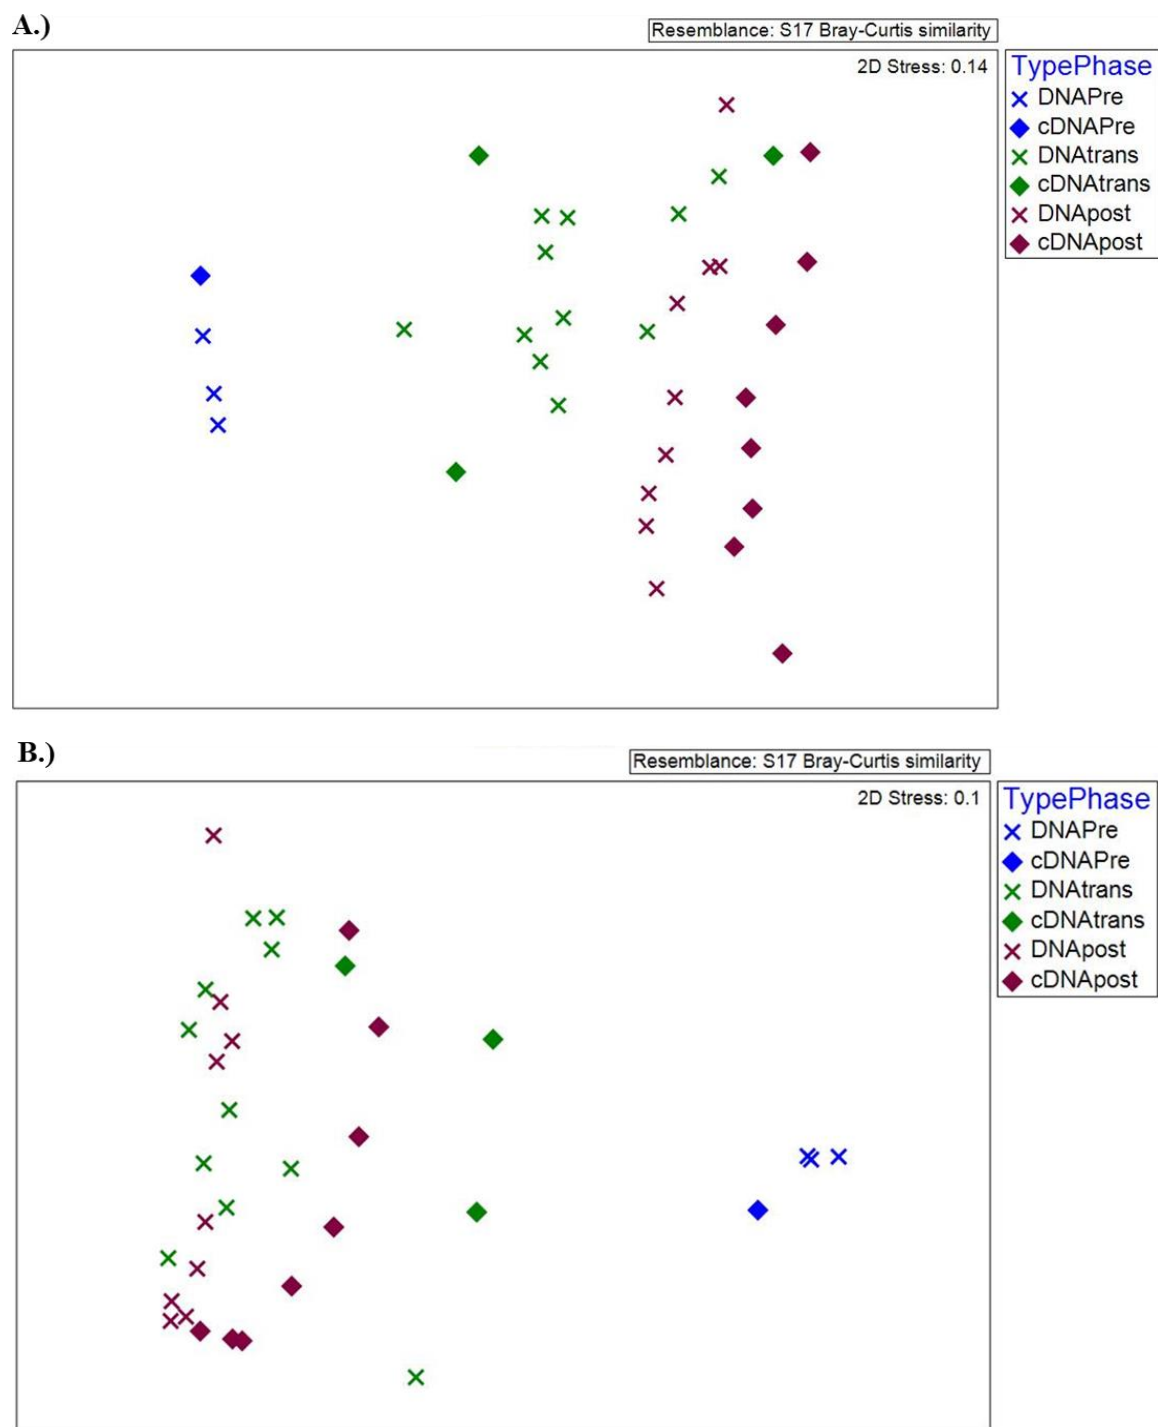 A.)
Resemblance: S17 Bray-Curtis similarity
2D Stress: 0.14
TypePhase
DNAPre
cDNAPre
DNAtrans
cDNAtrans
DNApost
cDNApost
B.)
Resemblance: S17 Bray-Curtis similarity
2D Stress: 0.1
TypePhase
DNAPre
cDNAPre
DNAtrans
cDNAtrans
DNApost
cDNApost